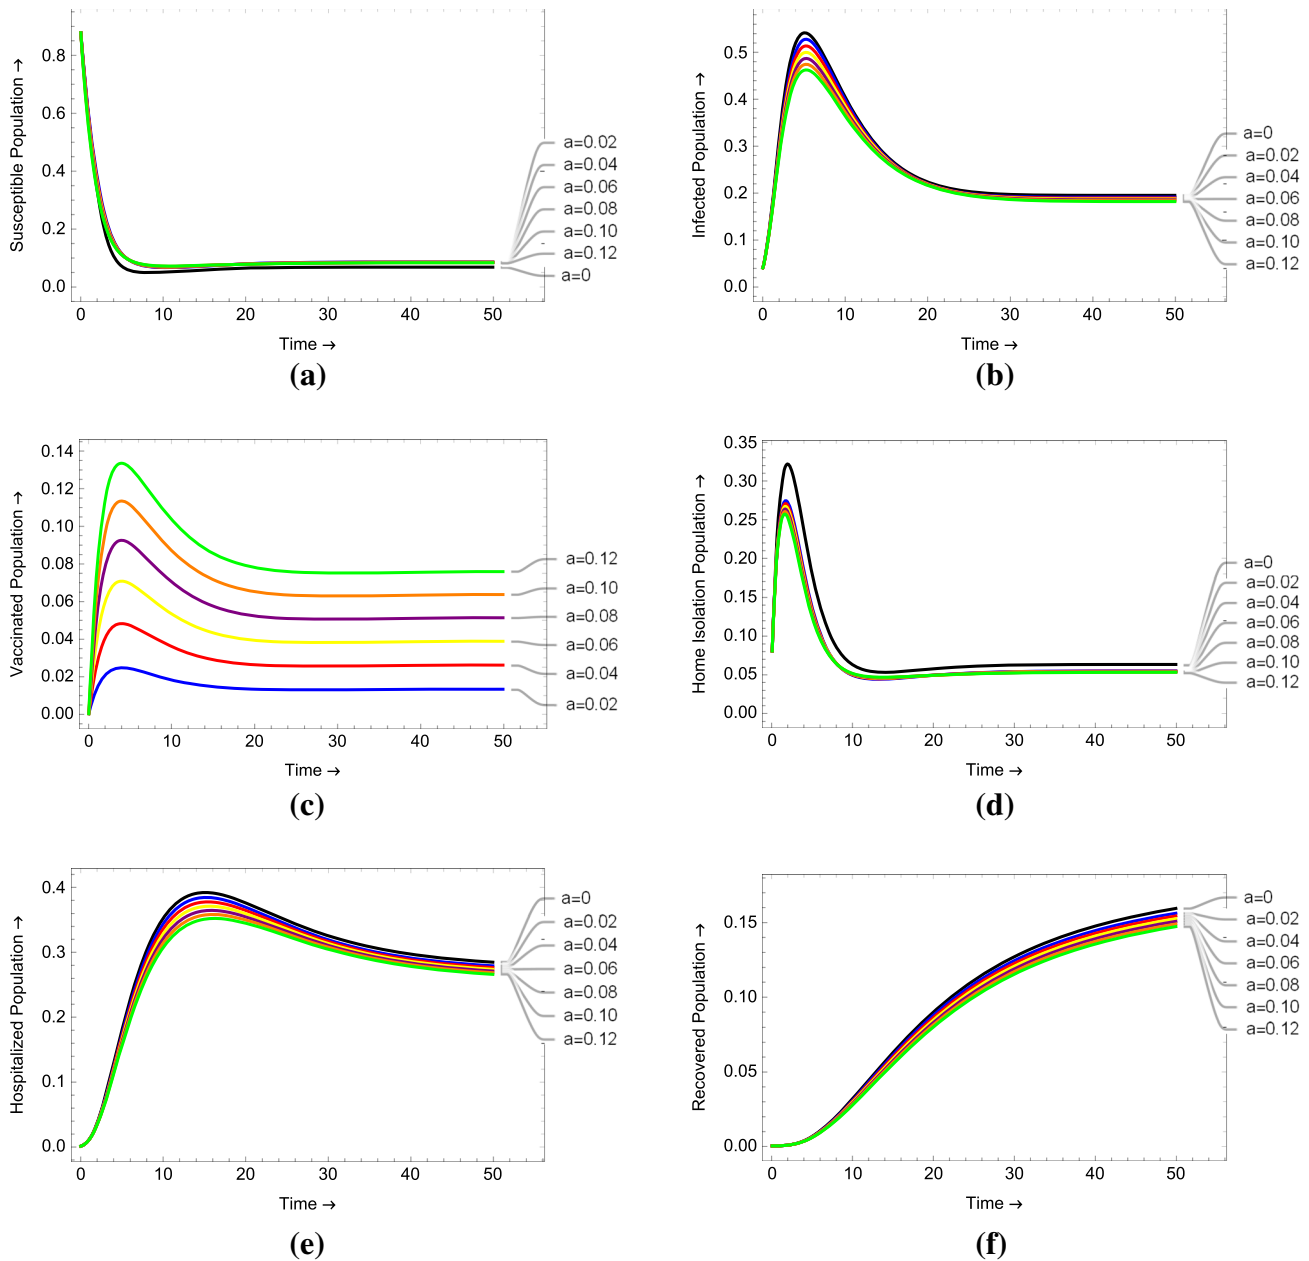 Susceptible Population →
0.8
0.6
0.4
0.2
0.0
0 10 20 30 40 50
Time →
a=0.02
a=0.04
a=0.06
a=0.08
a=0.10
a=0.12
a=0
(a)
Infected Population →
0.5
0.4
0.3
0.2
0.1
0.0
0 10 20 30 40 50
Time →
a=0
a=0.02
a=0.04
a=0.06
a=0.08
a=0.10
a=0.12
(b)
Vaccinated Population →
0.14
0.12
0.10
0.08
0.06
0.04
0.02
0.00
0 10 20 30 40 50
Time →
a=0.12
a=0.10
a=0.08
a=0.06
a=0.04
a=0.02
(c)
Home Isolation Population →
0.35
0.30
0.25
0.20
0.15
0.10
0.05
0.00
0 10 20 30 40 50
Time →
a=0
a=0.02
a=0.04
a=0.06
a=0.08
a=0.10
a=0.12
(d)
Hospitalized Population →
0.4
0.3
0.2
0.1
0.0
0 10 20 30 40 50
Time →
a=0
a=0.02
a=0.04
a=0.06
a=0.08
a=0.10
a=0.12
(e)
Recovered Population →
0.15
0.10
0.05
0.00
0 10 20 30 40 50
Time →
a=0
a=0.02
a=0.04
a=0.06
a=0.08
a=0.10
a=0.12
(f)